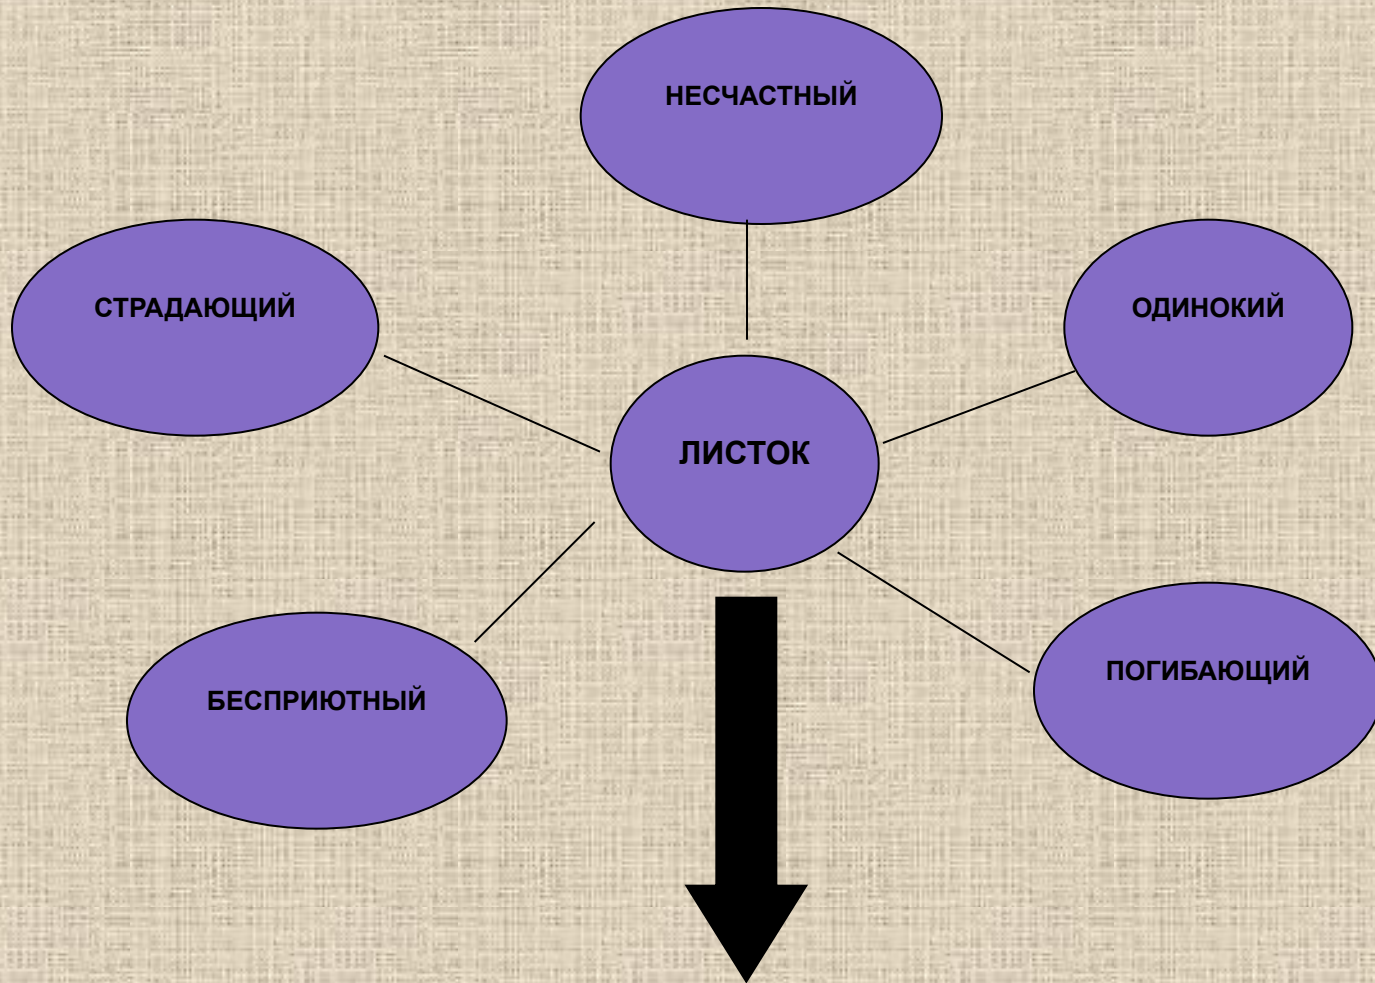 НЕСЧАСТНЫЙ
СТРАДАЮЩИЙ
ОДИНОКИЙ
ЛИСТОК
БЕСПРИЮТНЫЙ
ПОГИБАЮЩИЙ